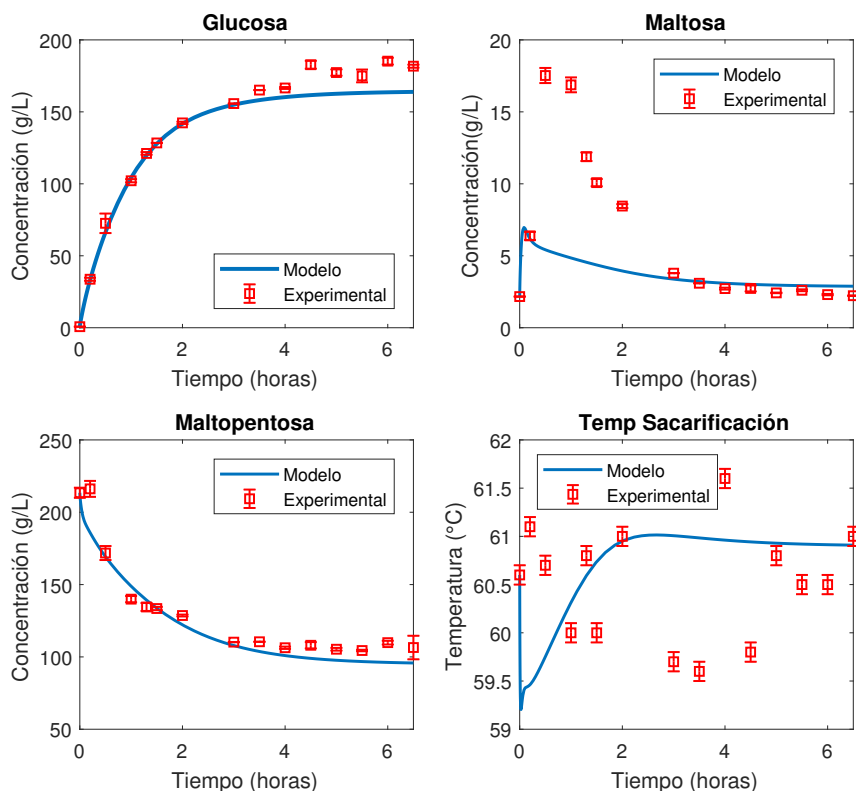 Glucosa
Concentración (g/L)
200
150
100
50
0
0 2 4 6
Tiempo (horas)
Modelo
Experimental
Maltosa
Concentración(g/L)
20
15
10
5
0
0 2 4 6
Tiempo (horas)
Modelo
Experimental
Maltopentosa
Concentración (g/L)
250
200
150
100
50
0 2 4 6
Tiempo (horas)
Modelo
Experimental
Temp Sacarificación
Temperatura (°C)
62
61.5
61
60.5
60
59.5
59
0 2 4 6
Tiempo (horas)
Modelo
Experimental